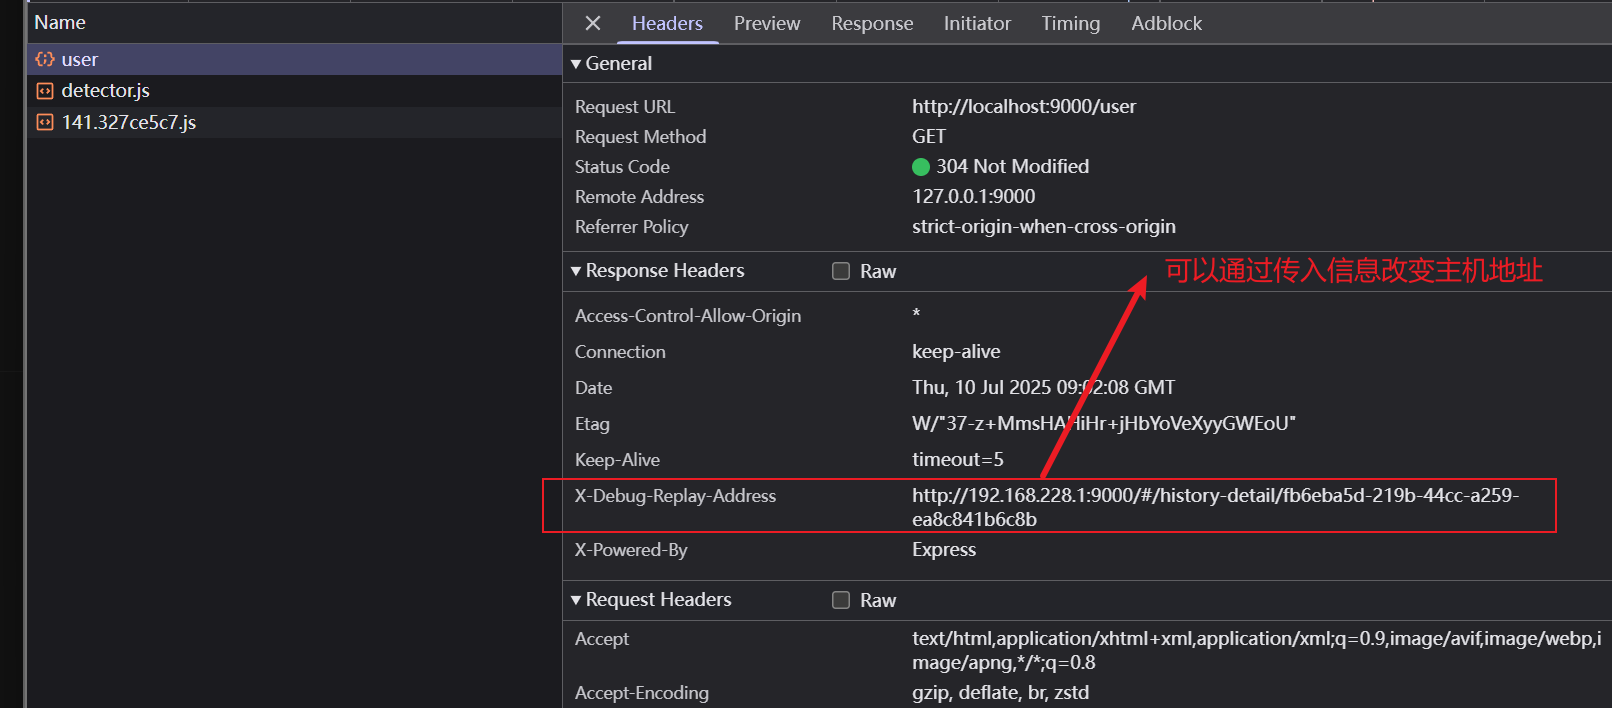 Name
user
detector.js
141.327ce5c7.js
Headers Preview Response Initiator Timing Adblock
General
Request URL http://localhost:9000/user
Request Method GET
Status Code 304 Not Modified
Remote Address 127.0.0.1:9000
Referrer Policy strict-origin-when-cross-origin
Response Headers Raw
可以通过传入信息改变主机地址
Access-Control-Allow-Origin *
Connection keep-alive
Date Thu, 10 Jul 2025 09:02:08 GMT
Etag W/"37-z+MmsHAHiHr+jHbYoVeXyyGWEoU"
Keep-Alive timeout=5
X-Debug-Replay-Address http://192.168.228.1:9000/#/history-detail/fb6eba5d-219b-44cc-a259-
ea8c841b6c8b
X-Powered-By Express
Request Headers Raw
Accept text/html,application/xhtml+xml,application/xml;q=0.9,image/avif,image/webp,i
mage/apng,*/*;q=0.8
Accept-Encoding gzip, deflate, br, zstd